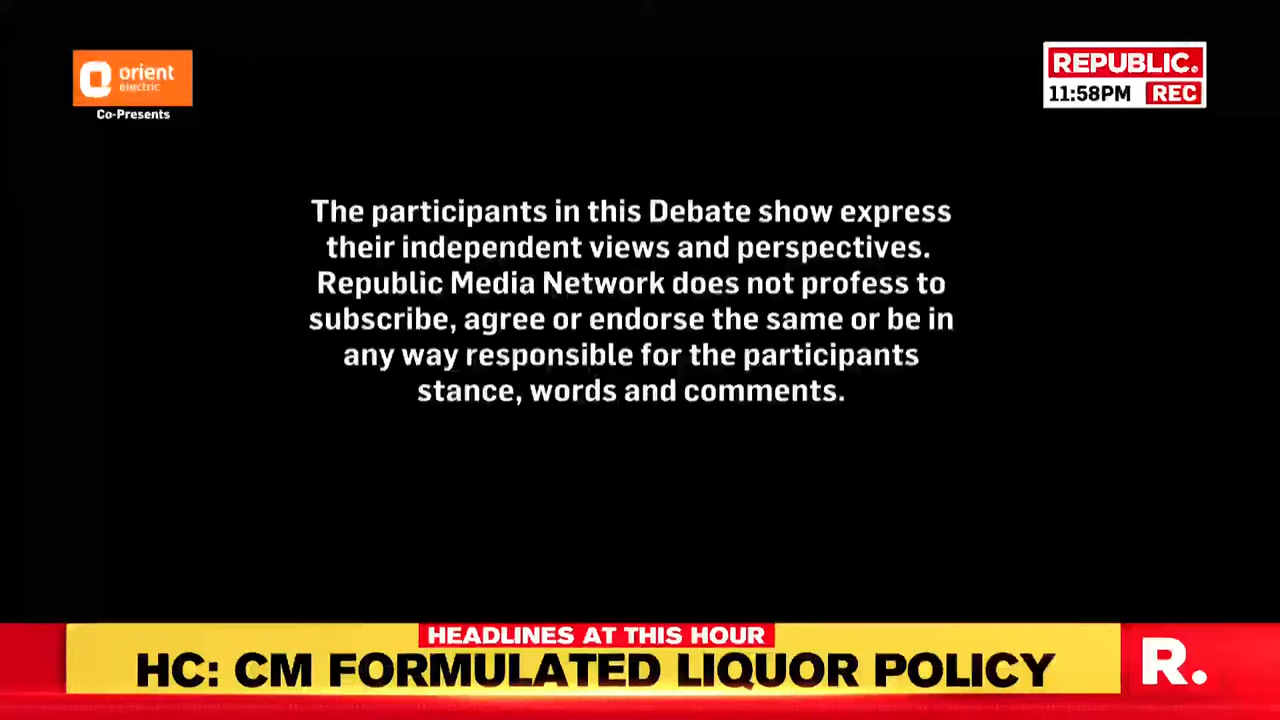 orient
electric
Co-Presents
REPUBLIC.
11:58PM REC
The participants in this Debate show express
their independent views and perspectives.
Republic Media Network does not profess to
subscribe, agree or endorse the same or be in
any way responsible for the participants
stance, words and comments.
HEADLINES AT THIS HOUR
HC: CM FORMULATED LIQUOR POLICY
R.